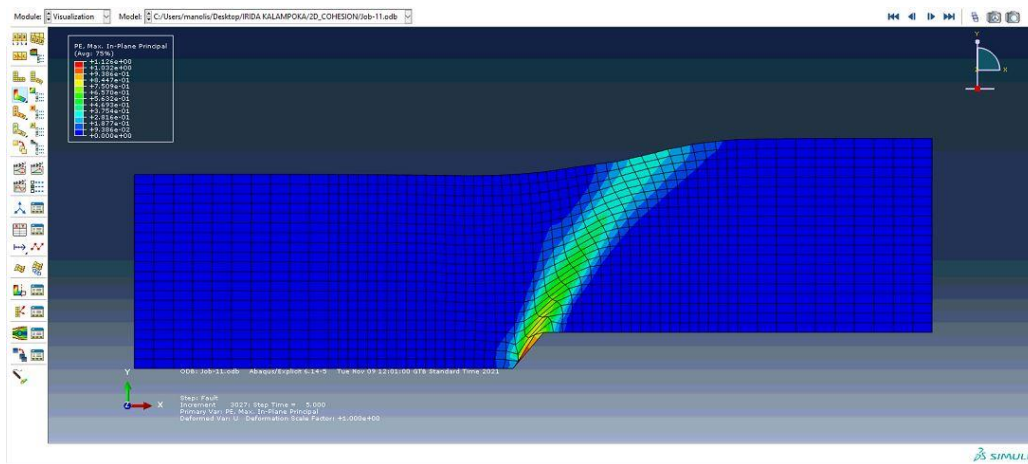 Module: Visualization Model: C:/Users/manolis/Desktop/IRIDA KALAMPOKA/2D_COHESION/Job-11.odb
PE, Max. In-Plane Principal
(Avg: 75%)
+1.126e+00
+1.032e+00
+9.386e-01
+8.447e-01
+7.509e-01
+6.570e-01
+5.632e-01
+4.693e-01
+3.754e-01
+2.816e-01
+1.877e-01
+9.386e-02
+0.000e+00
Y
X
Y
X
ODB: Job-11.odb Abaqus/Explicit 6.14-5 Tue Nov 09 12:01:00 GTB Standard Time 2021
Step: Fault
Increment 3027: Step Time = 5.000
Primary Var: PE, Max. In-Plane Principal
Deformed Var: U Deformation Scale Factor: +1.000e+00
SIMULI